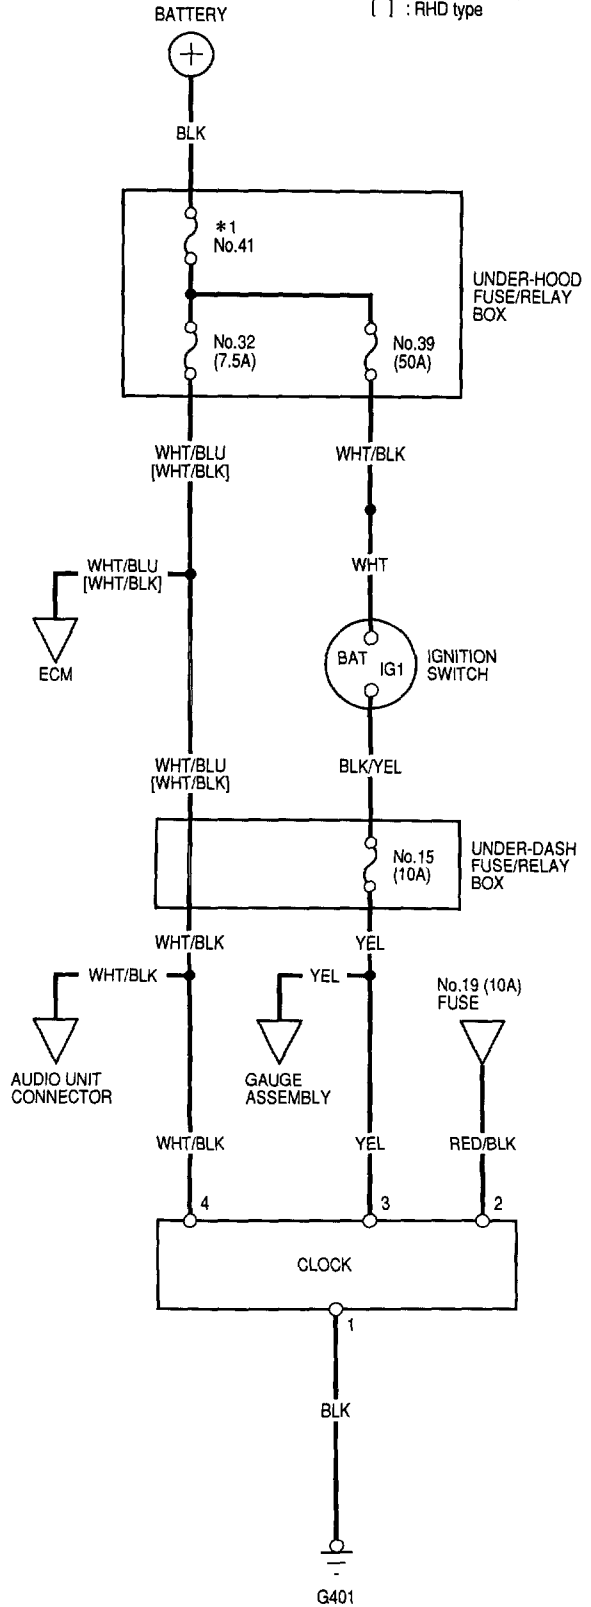 [ ] : RHD type
BATTERY
BLK
*1
No.41
UNDER-HOOD
FUSE/RELAY
BOX
No.32
(7.5A)
No.39
(50A)
WHT/BLU
[WHT/BLK]
WHT/BLK
WHT/BLU
[WHT/BLK]
WHT
ECM
BAT
IG1
IGNITION
SWITCH
WHT/BLU
[WHT/BLK]
BLK/YEL
No.15
(10A)
UNDER-DASH
FUSE/RELAY
BOX
WHT/BLK
YEL
WHT/BLK
YEL
No.19 (10A)
FUSE
AUDIO UNIT
CONNECTOR
GAUGE
ASSEMBLY
WHT/BLK
YEL
RED/BLK
4
3
2
CLOCK
1
BLK
G401